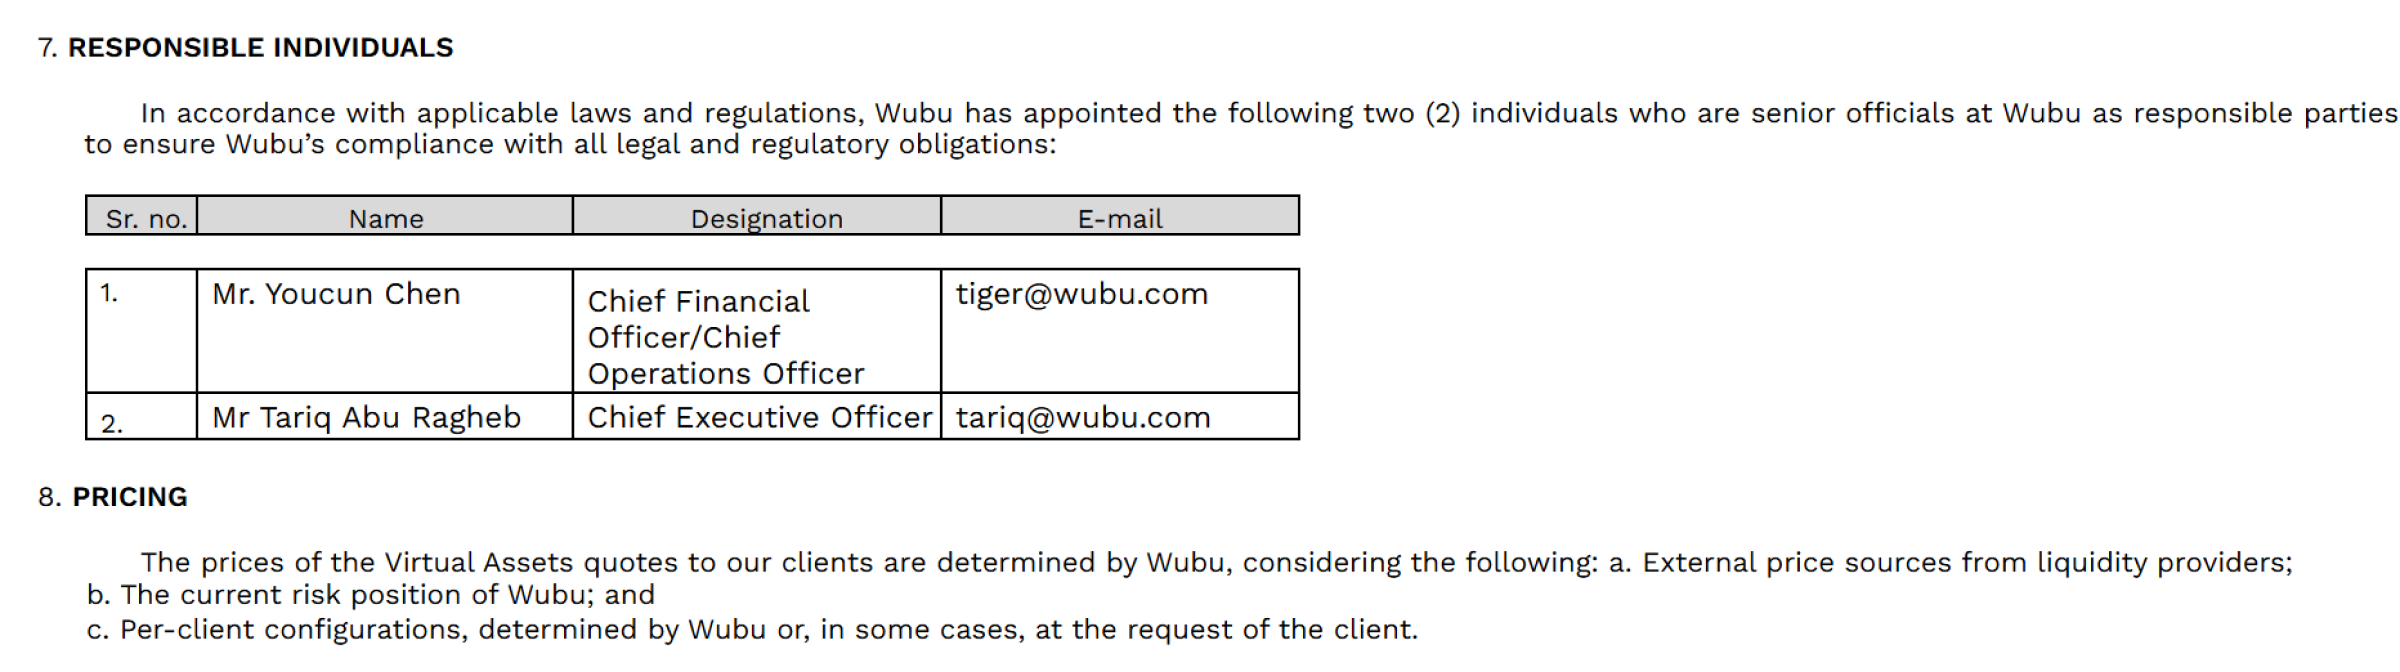 7. RESPONSIBLE INDIVIDUALS
In accordance with applicable laws and regulations, Wubu has appointed the following two (2) individuals who are senior officials at Wubu as responsible parties
to ensure Wubu’s compliance with all legal and regulatory obligations:
Sr. no. Name Designation E-mail
1. Mr. Youcun Chen Chief Financial tiger@wubu.com
Officer/Chief
Operations Officer
2. Mr Tariq Abu Ragheb Chief Executive Officer tariq@wubu.com
8. PRICING
The prices of the Virtual Assets quotes to our clients are determined by Wubu, considering the following: a. External price sources from liquidity providers;
b. The current risk position of Wubu; and
c. Per-client configurations, determined by Wubu or, in some cases, at the request of the client.